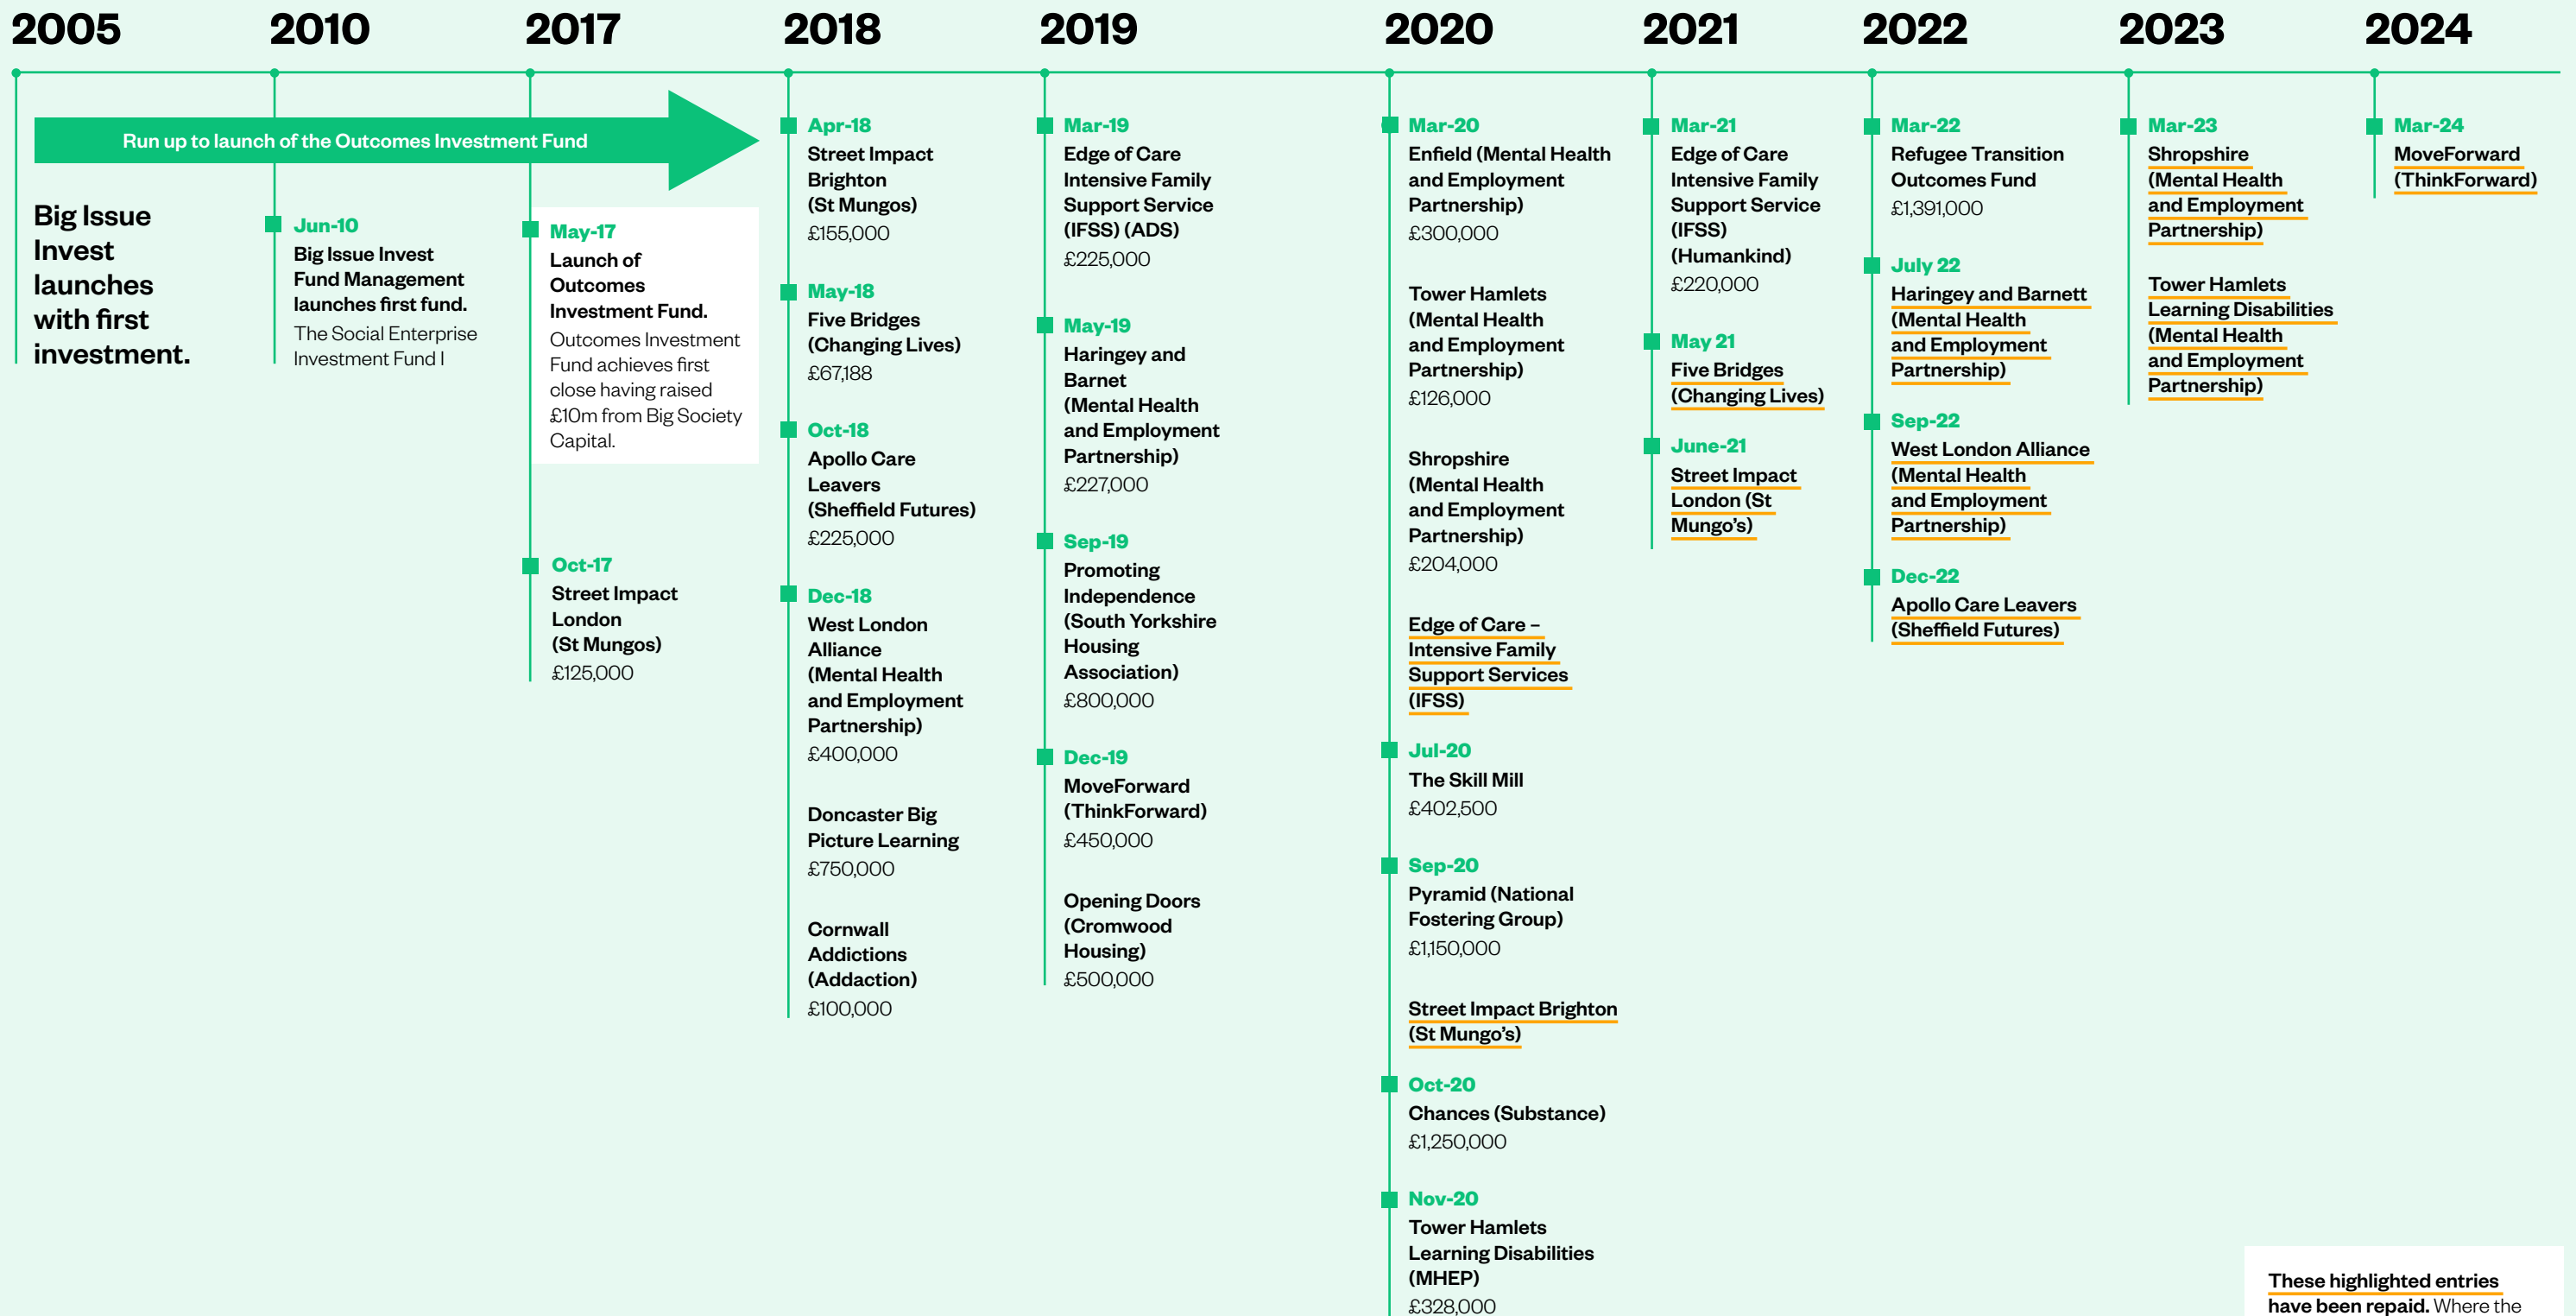 2005
2010
2017
2018
2019
2020
2021
2022
2023
2024
Run up to launch of the Outcomes Investment Fund
Big Issue
Invest
launches
with first
investment.
Jun-10
Big Issue Invest
Fund Management
launches first fund.
The Social Enterprise
Investment Fund I
May-17
Launch of
Outcomes
Investment Fund.
Outcomes Investment
Fund achieves first
close having raised
£10m from Big Society
Capital.
Oct-17
Street Impact
London
(St Mungos)
£125,000
Apr-18
Street Impact
Brighton
(St Mungos)
£155,000
May-18
Five Bridges
(Changing Lives)
£67,188
Oct-18
Apollo Care
Leavers
(Sheffield Futures)
£225,000
Dec-18
West London
Alliance
(Mental Health
and Employment
Partnership)
£400,000
Doncaster Big
Picture Learning
£750,000
Cornwall
Addictions
(Addaction)
£100,000
Mar-19
Edge of Care
Intensive Family
Support Service
(IFSS) (ADS)
£225,000
May-19
Haringey and
Barnet
(Mental Health
and Employment
Partnership)
£227,000
Sep-19
Promoting
Independence
(South Yorkshire
Housing
Association)
£800,000
Dec-19
MoveForward
(ThinkForward)
£450,000
Opening Doors
(Cromwood
Housing)
£500,000
Mar-20
Enfield (Mental Health
and Employment
Partnership)
£300,000
Tower Hamlets
(Mental Health
and Employment
Partnership)
£126,000
Shropshire
(Mental Health
and Employment
Partnership)
£204,000
Edge of Care –
Intensive Family
Support Services
(IFSS)
Jul-20
The Skill Mill
£402,500
Sep-20
Pyramid (National
Fostering Group)
£1,150,000
Street Impact Brighton
(St Mungo's)
Oct-20
Chances (Substance)
£1,250,000
Nov-20
Tower Hamlets
Learning Disabilities
(MHEP)
£328,000
Mar-21
Edge of Care
Intensive Family
Support Service
(IFSS)
(Humankind)
£220,000
May 21
Five Bridges
(Changing Lives)
June-21
Street Impact
London (St
Mungo's)
Mar-22
Refugee Transition
Outcomes Fund
£1,391,000
July 22
Haringey and Barnett
(Mental Health
and Employment
Partnership)
Sep-22
West London Alliance
(Mental Health
and Employment
Partnership)
Dec-22
Apollo Care Leavers
(Sheffield Futures)
Mar-23
Shropshire
(Mental Health
and Employment
Partnership)
Tower Hamlets
Learning Disabilities
(Mental Health
and Employment
Partnership)
Mar-24
MoveForward
(ThinkForward)
These highlighted entries
have been repaid. Where the